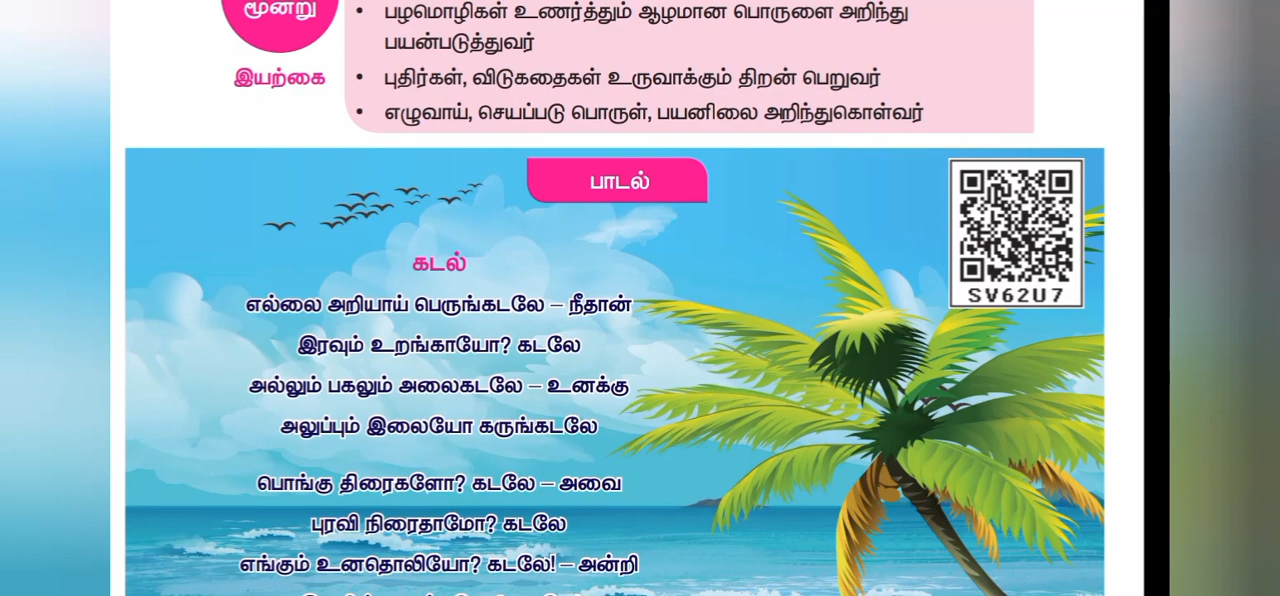 மூன்று
இயற்கை
• பழமொழிகள் உணர்த்தும் ஆழமான பொருளை அறிந்து
பயன்படுத்துவர்
• புதிர்கள், விடுகதைகள் உருவாக்கும் திறன் பெறுவர்
• எழுவாய், செயப்படு பொருள், பயனிலை அறிந்துகொள்வர்
பாடல்
SV62U7
கடல்
எல்லை அறியாய் பெருங்கடலே – நீதான்
இரவும் உறங்காயோ? கடலே
அல்லும் பகலும் அலைகடலே – உனக்கு
அலுப்பும் இலையோ கருங்கடலே
பொங்கு திரைகளோ? கடலே – அவை
புரவி நிரைதாமோ? கடலே
எங்கும் உனதொலியோ? கடலே! – அன்றி